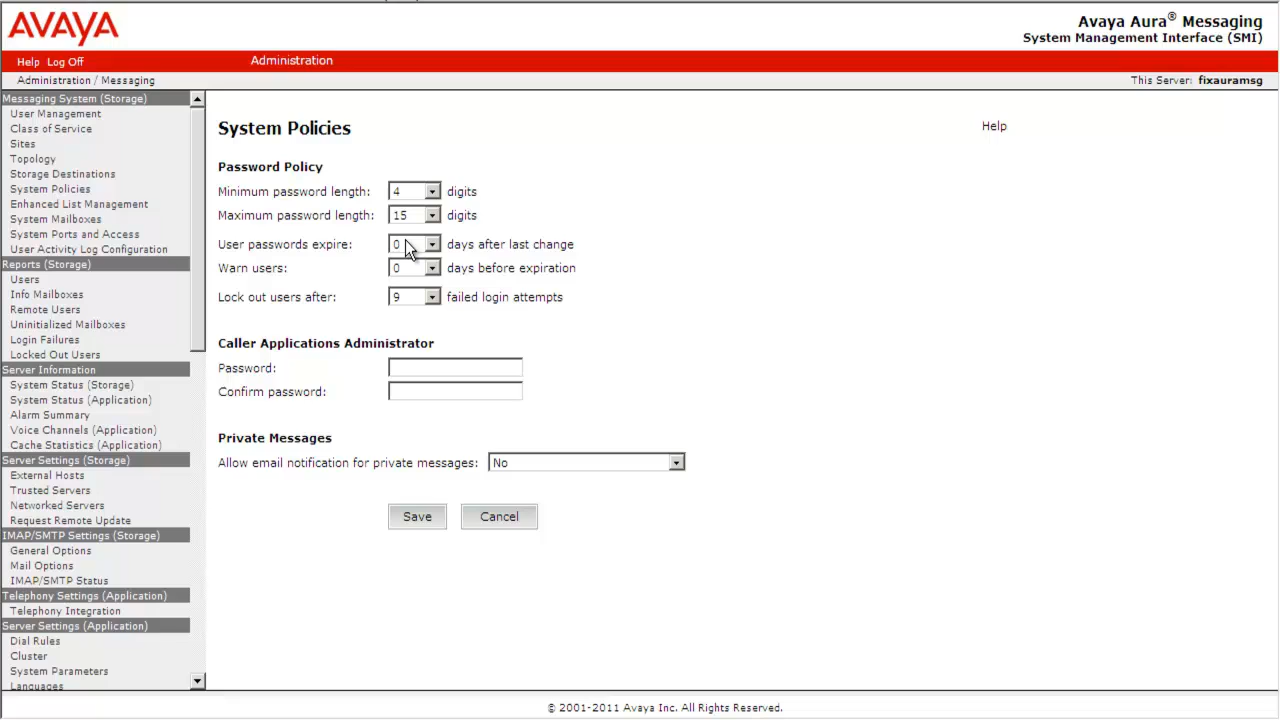 AVAYA
Avaya Aura® Messaging
System Management Interface (SMI)
Help Log Off Administration
Administration / Messaging This Server: fixauramsg
Messaging System (Storage)
User Management
Class of Service
Sites
Topology
Storage Destinations
System Policies
Enhanced List Management
System Mailboxes
System Ports and Access
User Activity Log Configuration
Reports (Storage)
Users
Info Mailboxes
Remote Users
Uninitialized Mailboxes
Login Failures
Locked Out Users
Server Information
System Status (Storage)
System Status (Application)
Alarm Summary
Voice Channels (Application)
Cache Statistics (Application)
Server Settings (Storage)
External Hosts
Trusted Servers
Networked Servers
Request Remote Update
IMAP/SMTP Settings (Storage)
General Options
Mail Options
IMAP/SMTP Status
Telephony Settings (Application)
Telephony Integration
Server Settings (Application)
Dial Rules
Cluster
System Parameters
Languages
System Policies Help
Password Policy
Minimum password length: 4 digits
Maximum password length: 15 digits
User passwords expire: 0 days after last change
Warn users: 0 days before expiration
Lock out users after: 9 failed login attempts
Caller Applications Administrator
Password:
Confirm password:
Private Messages
Allow email notification for private messages: No
Save Cancel
© 2001-2011 Avaya Inc. All Rights Reserved.